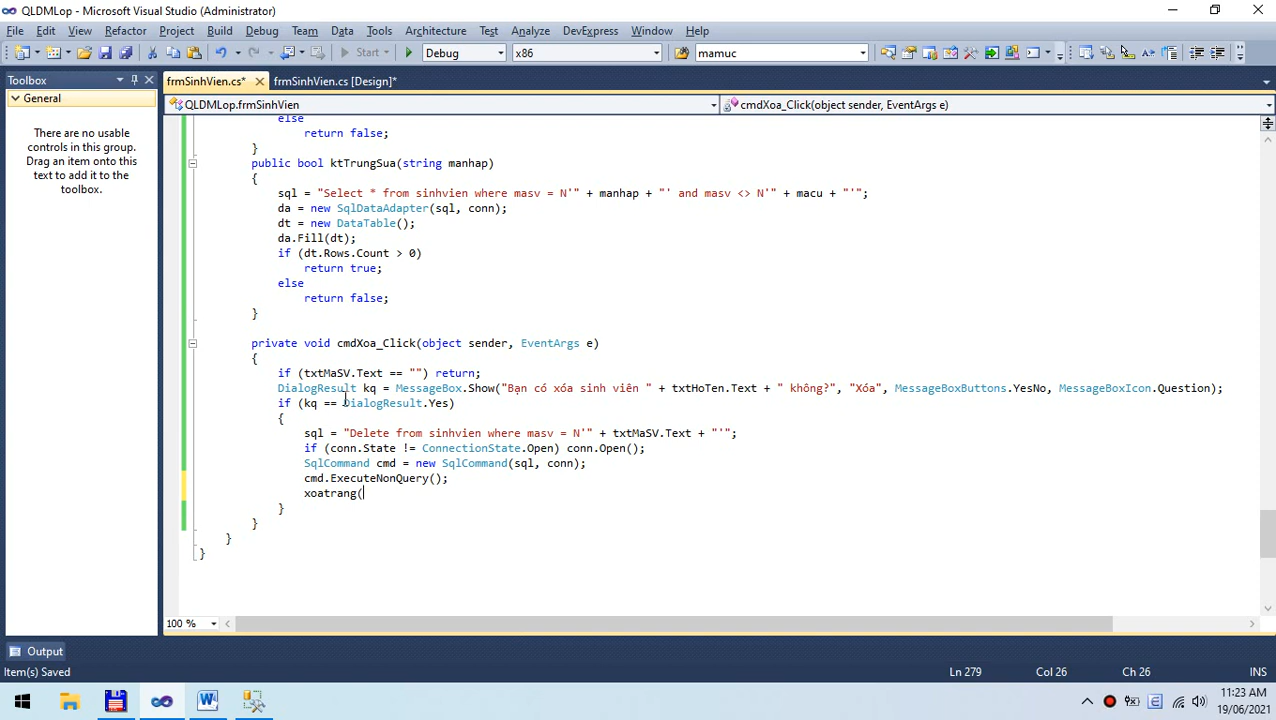 QLDMLop - Microsoft Visual Studio (Administrator)
File Edit View Refactor Project Build Debug Team Data Tools Architecture Test Analyze DevExpress Window Help
Start Debug x86 mamuc
Toolbox
frmSinhVien.cs* frmSinhVien.cs [Design]*
General
QLDMLop.frmSinhVien cmdXoa_Click(object sender, EventArgs e)
There are no usable
controls in this group.
Drag an item onto this
text to add it to the
toolbox.
else
return false;
}
public bool ktTrungSua(string manhap)
{
sql = "Select * from sinhvien where masv = N'" + manhap + "' and masv <> N'" + macu + "'";
da = new SqlDataAdapter(sql, conn);
dt = new DataTable();
da.Fill(dt);
if (dt.Rows.Count > 0)
return true;
else
return false;
}
private void cmdXoa_Click(object sender, EventArgs e)
{
if (txtMaSV.Text == "") return;
DialogResult kq = MessageBox.Show("Bạn có xóa sinh viên " + txtHoTen.Text + " không?", "Xóa", MessageBoxButtons.YesNo, MessageBoxIcon.Question);
if (kq == DialogResult.Yes)
{
sql = "Delete from sinhvien where masv = N'" + txtMaSV.Text + "'";
if (conn.State != ConnectionState.Open) conn.Open();
SqlCommand cmd = new SqlCommand(sql, conn);
cmd.ExecuteNonQuery();
xoatrang(
}
}
}
}
100 %
Output
Item(s) Saved Ln 279 Col 26 Ch 26 INS
11:23 AM
19/06/2021